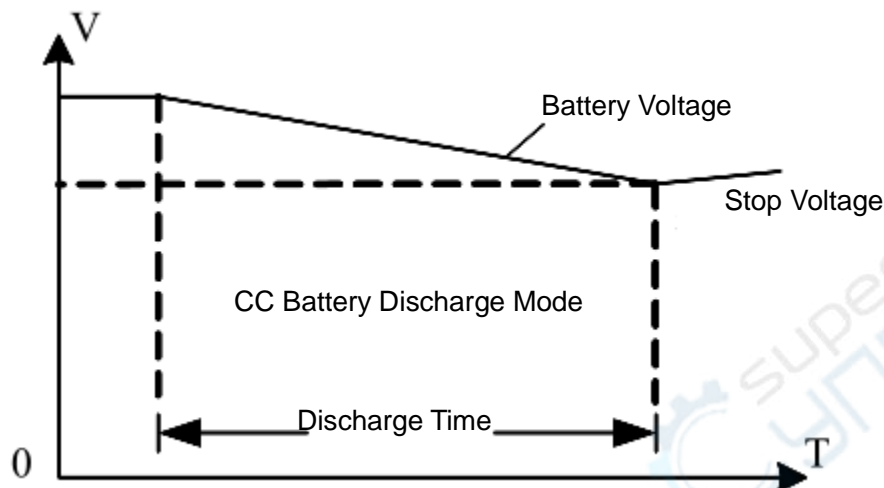 V
Battery Voltage
Stop Voltage
CC Battery Discharge Mode
Discharge Time
0
T